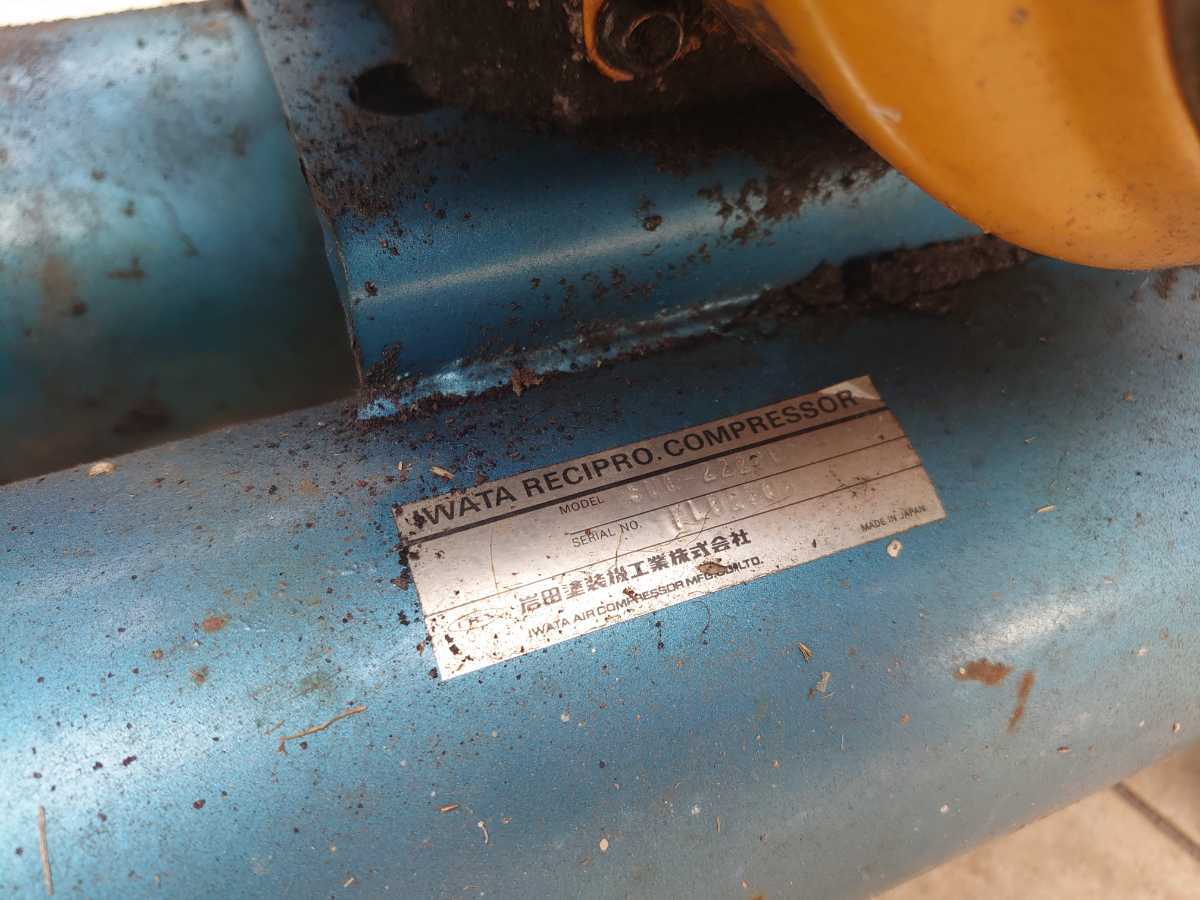 IWATA RECIPRO. COMPRESSOR
MODEL
SERIAL NO.
MADE IN JAPAN
岩田塗装機工業株式会社
IWATA AIR COMPRESSOR MFG.CO.,LTD.